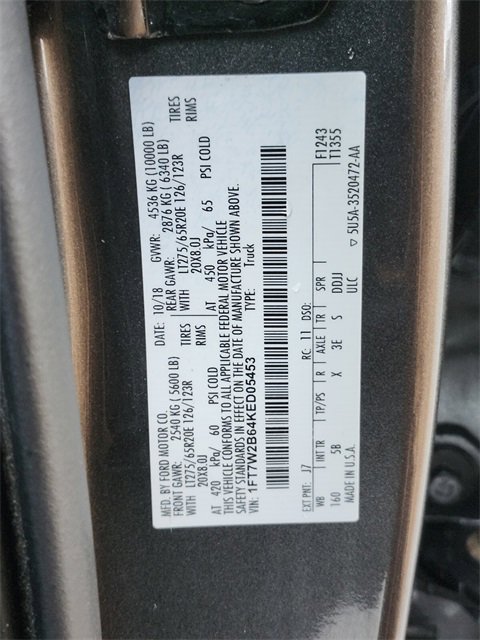 MFD. BY FORD MOTOR CO. DATE: 10/18 GVWR: 4536 KG (10000 LB)
FRONT GAWR: 2540 KG ( 5600 LB) REAR GAWR: 2876 KG ( 6340 LB)
WITH LT275/65R20E 126/123R TIRES WITH LT275/65R20E 126/123R TIRES
20X8.0J RIMS 20X8.0J RIMS
AT 420 kPa/ 60 PSI COLD AT 450 kPa/ 65 PSI COLD
THIS VEHICLE CONFORMS TO ALL APPLICABLE FEDERAL MOTOR VEHICLE
SAFETY STANDARDS IN EFFECT ON THE DATE OF MANUFACTURE SHOWN ABOVE.
VIN: 1FT7W2B64KED05453 TYPE: Truck
F1243
T1355
EXT PNT: J7 RC: 11 DSO:
WB INT TR TP/PS R AXLE TR SPR
160 5B X 3E S DDJJ
MADE IN U.S.A. ULC ▽ 5U5A-3520472-AA